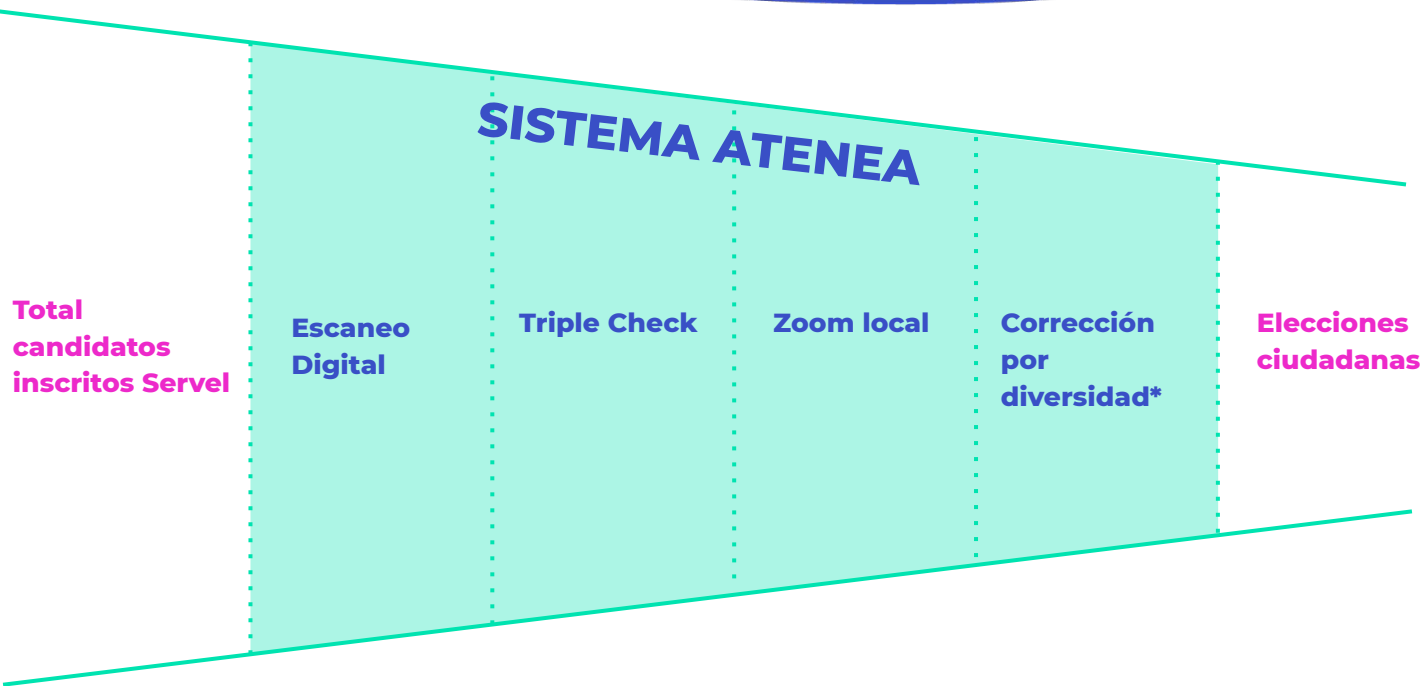 SISTEMA ATENEA
Total
candidatos
inscritos Servel
Escaneo
Digital
Triple Check
Zoom local
Corrección
por
diversidad*
Elecciones
ciudadanas